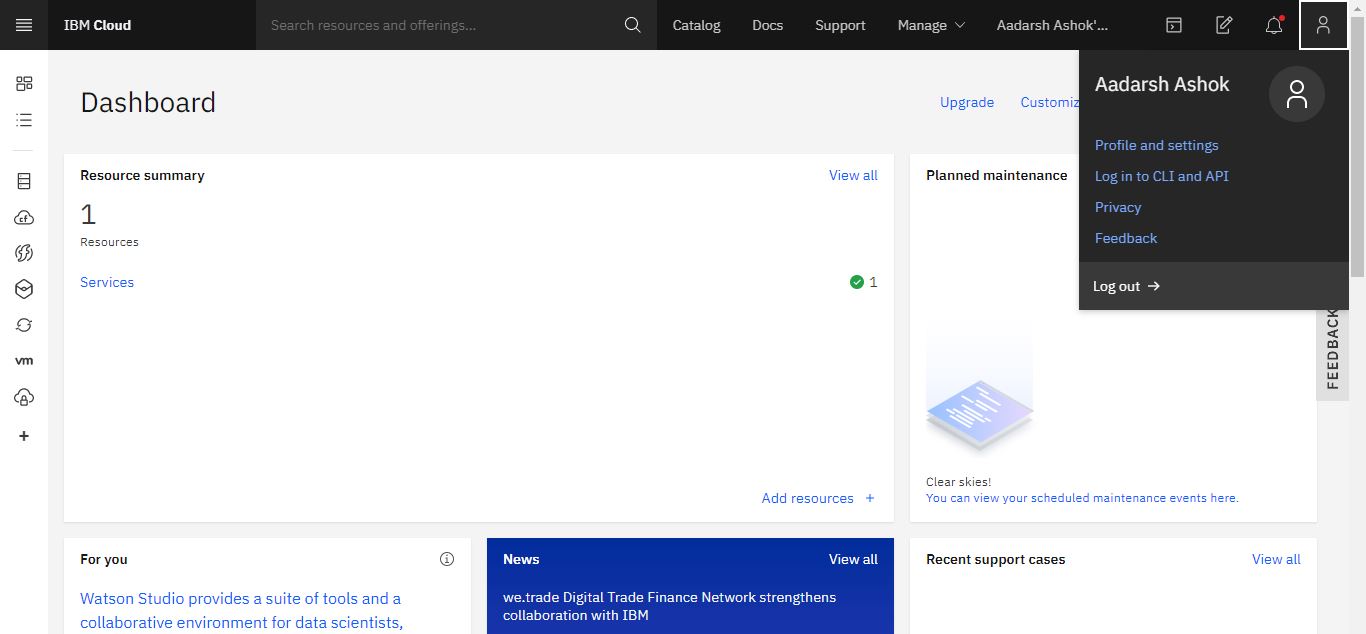 IBM Cloud
Search resources and offerings...
Catalog
Docs
Support
Manage
Aadarsh Ashok'...
Aadarsh Ashok
Profile and settings
Log in to CLI and API
Privacy
Feedback
Log out →
Dashboard
Upgrade
Customiz
Resource summary
View all
1
Resources
Services
1
Add resources +
Planned maintenance
Clear skies!
You can view your scheduled maintenance events here.
FEEDBACK
cf
vm
+
For you
Watson Studio provides a suite of tools and a
collaborative environment for data scientists,
News
View all
we.trade Digital Trade Finance Network strengthens
collaboration with IBM
Recent support cases
View all